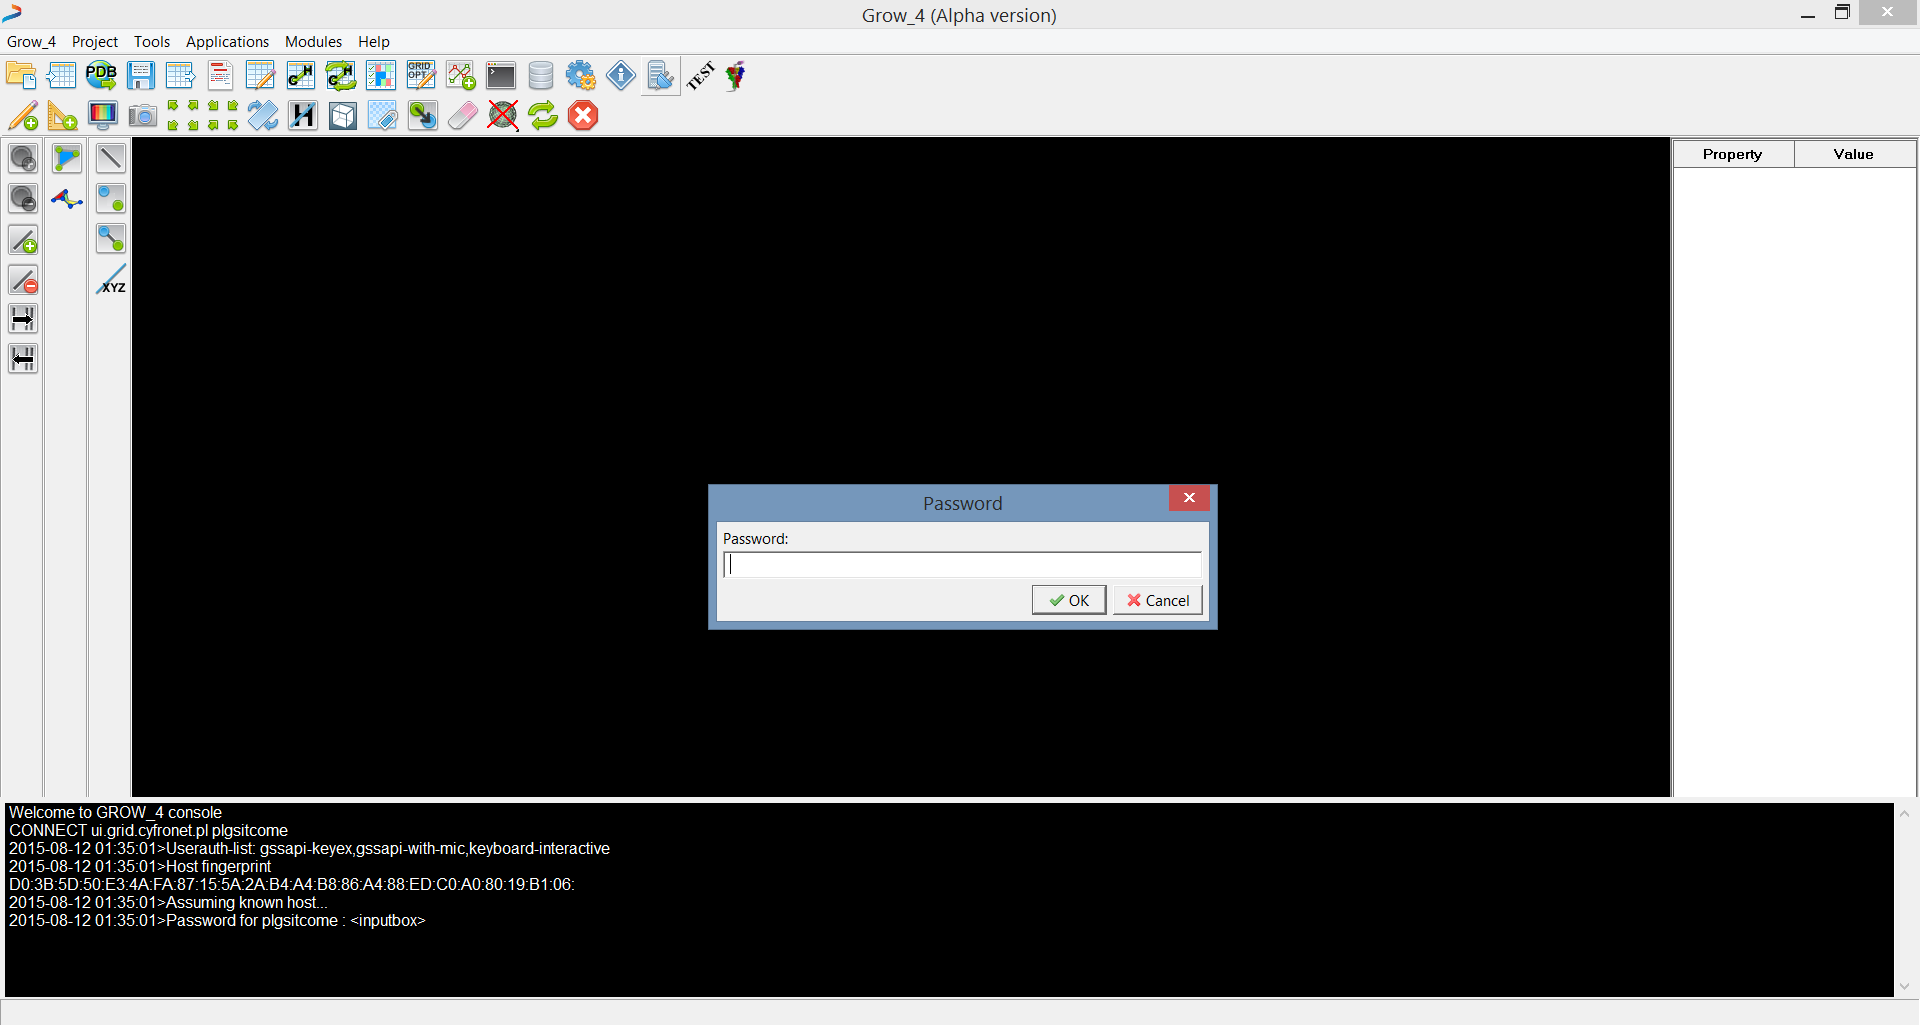 Grow_4 (Alpha version)
Grow_4 Project Tools Applications Modules Help
PDB
GRID
OPT
TEST
XYZ
Property Value
Password
Password:
OK Cancel
Welcome to GROW_4 console
CONNECT ui.grid.cyfronet.pl plgsitcome
2015-08-12 01:35:01>Userauth-list: gssapi-keyex,gssapi-with-mic,keyboard-interactive
2015-08-12 01:35:01>Host fingerprint
D0:3B:5D:50:E3:4A:FA:87:15:5A:2A:B4:A4:B8:86:A4:88:ED:C0:A0:80:19:B1:06:
2015-08-12 01:35:01>Assuming known host...
2015-08-12 01:35:01>Password for plgsitcome : <inputbox>